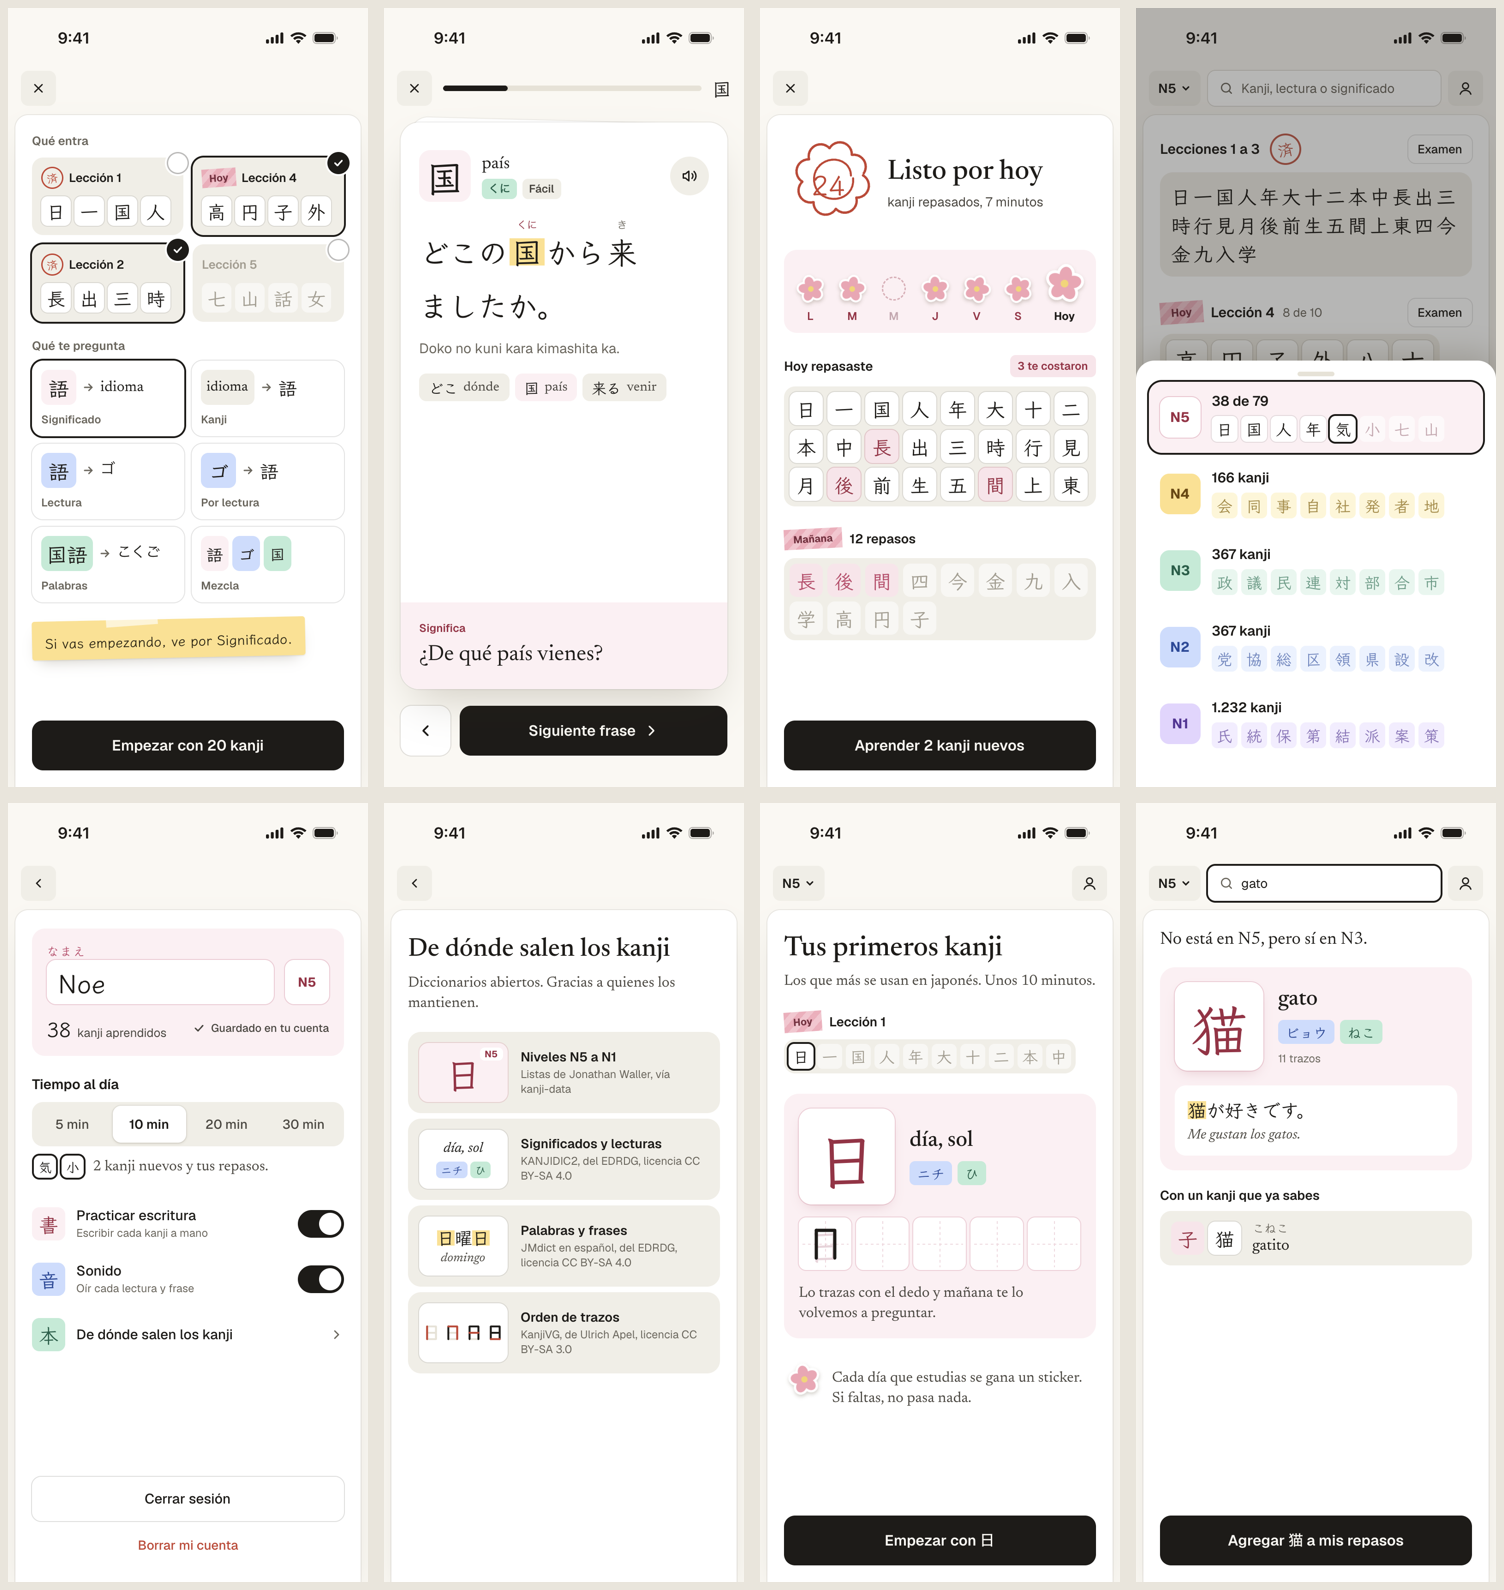 9:41
Qué entra
済 Lección 1
日 一 国 人
Hoy Lección 4
高 円 子 外
済 Lección 2
長 出 三 時
Lección 5
七 山 話 女
Qué te pregunta
語 → idioma
Significado
idioma → 語
Kanji
語 → ゴ
Lectura
ゴ → 語
Por lectura
国語 → こくご
Palabras
語 ゴ 国
Mezcla
Si vas empezando, ve por Significado.
Empezar con 20 kanji
9:41
国
国 país
くに Fácil
くに き
どこの国から来
ましたか。
Doko no kuni kara kimashita ka.
どこ dónde 国 país 来る venir
Significa
¿De qué país vienes?
Siguiente frase
9:41
24
Listo por hoy
kanji repasados, 7 minutos
L M M J V S Hoy
Hoy repasaste 3 te costaron
日 一 国 人 年 大 十 二
本 中 長 出 三 時 行 見
月 後 前 生 五 間 上 東
Mañana 12 repasos
長 後 間 四 今 金 九 入
学 高 円 子
Aprender 2 kanji nuevos
9:41
N5 Kanji, lectura o significado
Lecciones 1 a 3 済 Examen
日一国人年大十二本中長出三
時行見月後前生五間上東四今
金九入学
Hoy Lección 4 8 de 10 Examen
高 円 子 外 八 十
N5 38 de 79
日 国 人 年 気 小 七 山
N4 166 kanji
会 同 事 自 社 発 者 地
N3 367 kanji
政 議 民 連 対 部 合 市
N2 367 kanji
党 協 総 区 領 県 設 改
N1 1.232 kanji
氏 統 保 第 結 派 案 策
9:41
なまえ
Noe N5
38 kanji aprendidos Guardado en tu cuenta
Tiempo al día
5 min 10 min 20 min 30 min
気 小 2 kanji nuevos y tus repasos.
書 Practicar escritura
Escribir cada kanji a mano
音 Sonido
Oír cada lectura y frase
本 De dónde salen los kanji
Cerrar sesión
Borrar mi cuenta
9:41
De dónde salen los kanji
Diccionarios abiertos. Gracias a quienes los
mantienen.
日 N5
Niveles N5 a N1
Listas de Jonathan Waller, vía
kanji-data
día, sol
ニチ ひ
Significados y lecturas
KANJIDIC2, del EDRDG, licencia CC
BY-SA 4.0
日曜日
domingo
Palabras y frases
JMdict en español, del EDRDG,
licencia CC BY-SA 4.0
Orden de trazos
KanjiVG, de Ulrich Apel, licencia CC
BY-SA 3.0
9:41
N5
Tus primeros kanji
Los que más se usan en japonés. Unos 10 minutos.
Hoy Lección 1
日 一 国 人 年 大 十 二 本 中
日 día, sol
ニチ ひ
Lo trazas con el dedo y mañana te lo
volvemos a preguntar.
Cada día que estudias se gana un sticker.
Si faltas, no pasa nada.
Empezar con 日
9:41
N5 gato
No está en N5, pero sí en N3.
猫 gato
ビョウ ねこ
11 trazos
猫が好きです。
Me gustan los gatos.
Con un kanji que ya sabes
子 猫 こねこ
gatito
Agregar 猫 a mis repasos